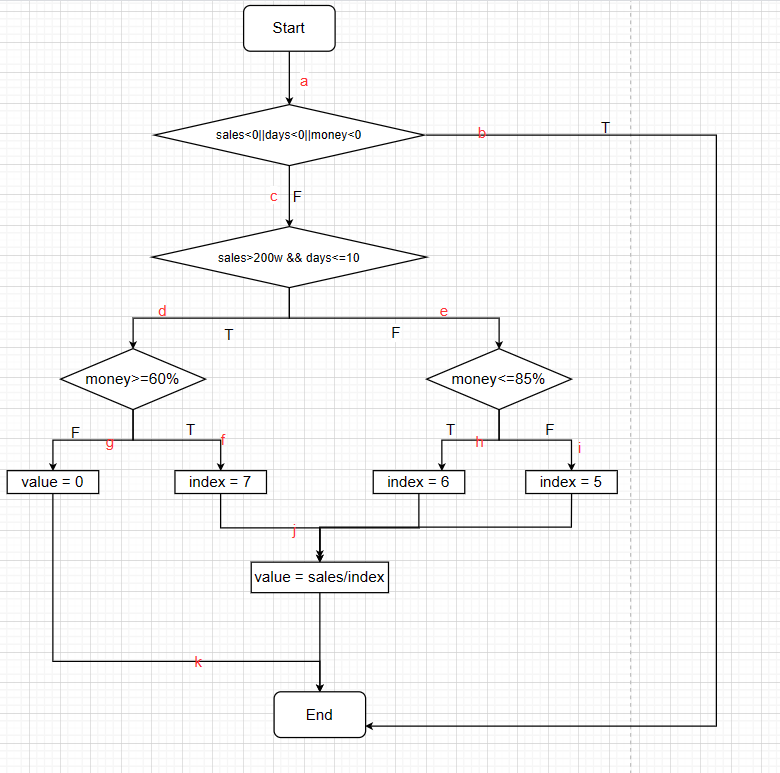 Start
a
sales<0||days<0||money<0
b
T
c
F
sales>200w && days<=10
d
e
T
F
money>=60%
money<=85%
F
g
T
f
T
h
F
i
value = 0
index = 7
index = 6
index = 5
j
value = sales/index
k
End